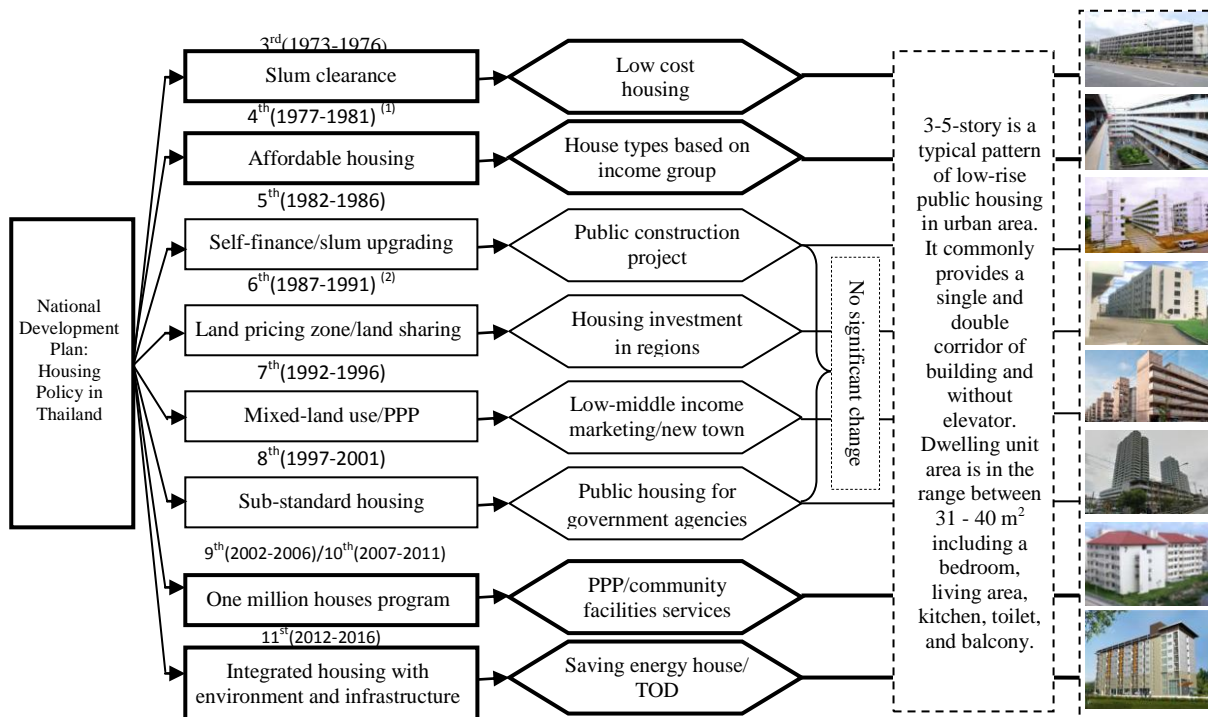 National
Development
Plan:
Housing
Policy in
Thailand
3rd(1973-1976
Slum clearance
Low cost
housing
4th(1977-1981) (1)
Affordable housing
House types based on
income group
5th(1982-1986)
Self-finance/slum upgrading
Public construction
project
6th(1987-1991) (2)
Land pricing zone/land sharing
Housing investment
in regions
7th(1992-1996)
Mixed-land use/PPP
Low-middle income
marketing/new town
8th(1997-2001)
Sub-standard housing
Public housing for
government agencies
9th(2002-2006)/10th(2007-2011)
One million houses program
PPP/community
facilities services
11st(2012-2016)
Integrated housing with
environment and infrastructure
Saving energy house/
TOD
No significant change
3-5-story is a
typical pattern
of low-rise
public housing
in urban area.
It commonly
provides a
single and
double
corridor of
building and
without
elevator.
Dwelling unit
area is in the
range between
31 - 40 m2
including a
bedroom,
living area,
kitchen, toilet,
and balcony.